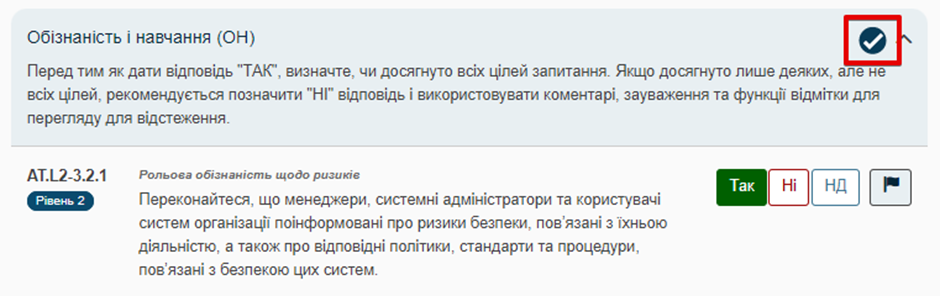 Обізнаність і навчання (ОН)
Перед тим як дати відповідь "ТАК", визначте, чи досягнуто всіх цілей запитання. Якщо досягнуто лише деяких, але не
всіх цілей, рекомендується позначити "НІ" відповідь і використовувати коментарі, зауваження та функції відмітки для
перегляду для відстеження.
AT.L2-3.2.1
Рівень 2
Рольова обізнаність щодо ризиків
Переконайтеся, що менеджери, системні адміністратори та користувачі
систем організації поінформовані про ризики безпеки, пов’язані з їхньою
діяльністю, а також про відповідні політики, стандарти та процедури,
пов’язані з безпекою цих систем.
Так Ні НД